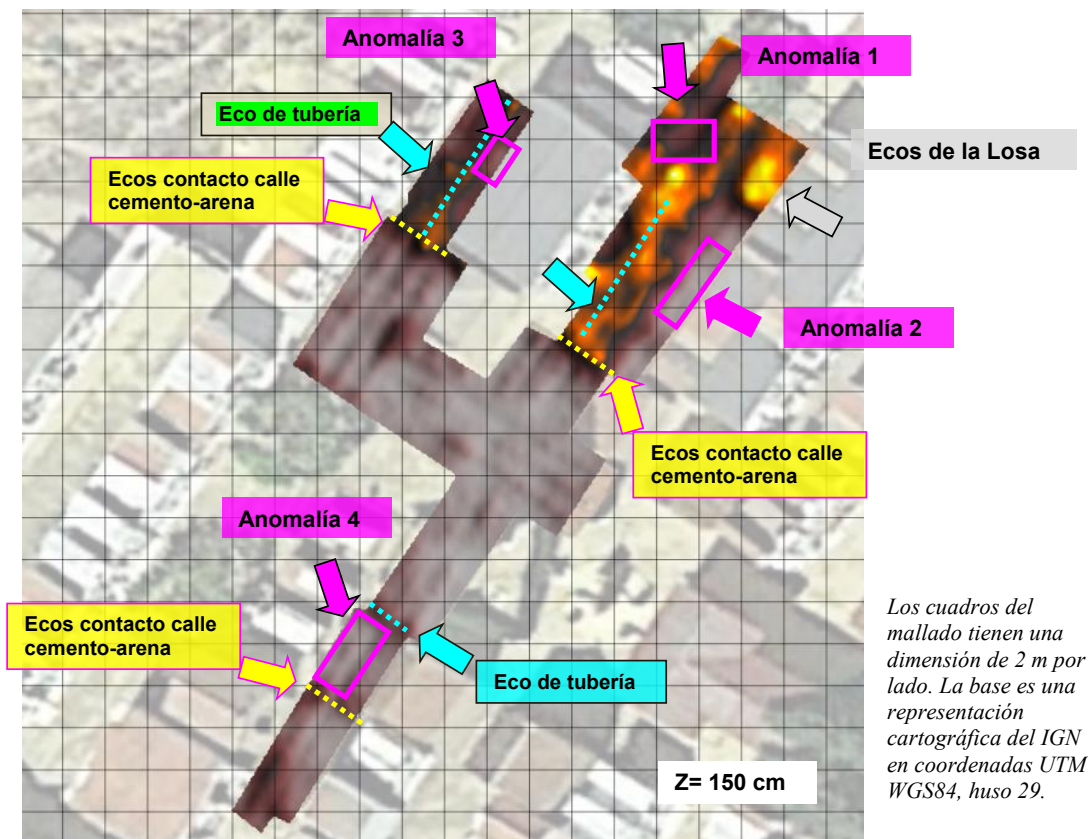 Anomalía 3
Anomalía 1
Eco de tubería
Ecos de la Losa
Ecos contacto calle
cemento-arena
Anomalía 2
Ecos contacto calle
cemento-arena
Anomalía 4
Ecos contacto calle
cemento-arena
Eco de tubería
Z= 150 cm
Los cuadros del
mallado tienen una
dimensión de 2 m por
lado. La base es una
representación
cartográfica del IGN
en coordenadas UTM
WGS84, huso 29.